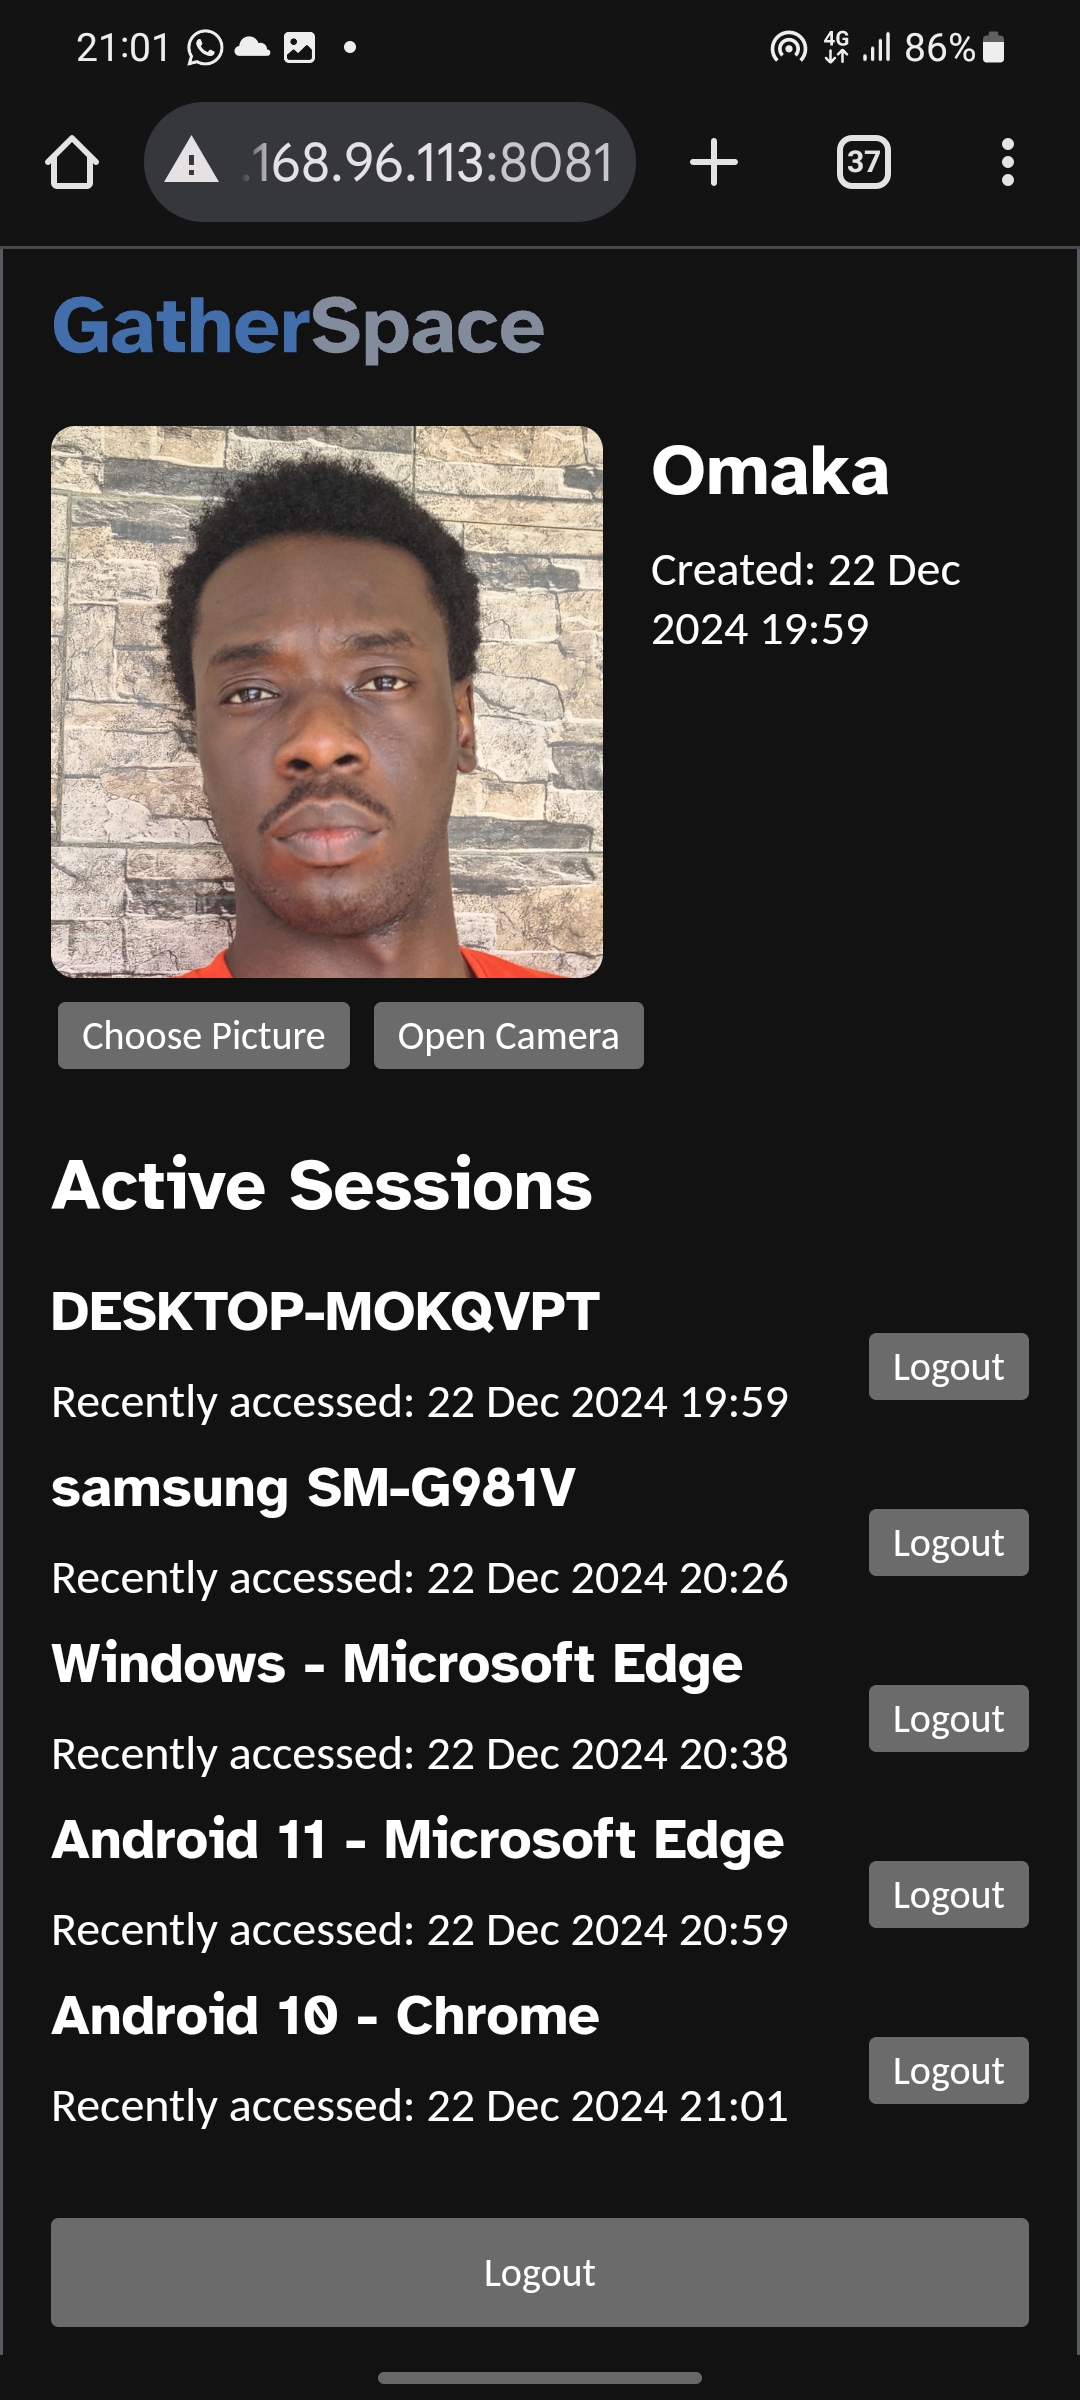 21:01
4G
86%
.168.96.113:8081
37
GatherSpace
Omaka
Created: 22 Dec
2024 19:59
Choose Picture
Open Camera
Active Sessions
DESKTOP-MOKQVPT
Logout
Recently accessed: 22 Dec 2024 19:59
samsung SM-G981V
Logout
Recently accessed: 22 Dec 2024 20:26
Windows - Microsoft Edge
Logout
Recently accessed: 22 Dec 2024 20:38
Android 11 - Microsoft Edge
Logout
Recently accessed: 22 Dec 2024 20:59
Android 10 - Chrome
Logout
Recently accessed: 22 Dec 2024 21:01
Logout